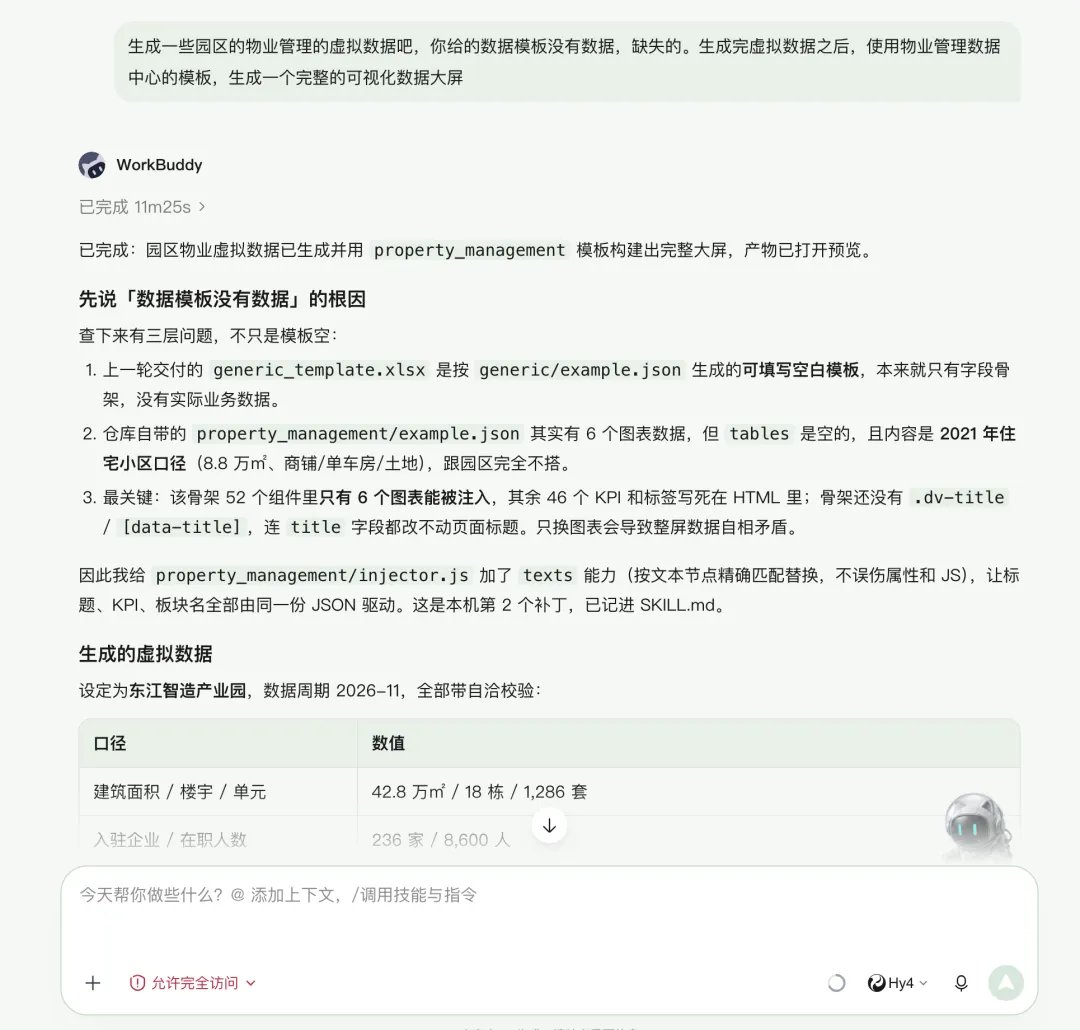 生成一些园区的物业管理的虚拟数据吧，你给的数据模板没有数据，缺失的。生成完虚拟数据之后，使用物业管理数据
中心的模板，生成一个完整的可视化数据大屏
WorkBuddy
已完成 11m25s >
已完成：园区物业虚拟数据已生成并用 property_management 模板构建出完整大屏，产物已打开预览。
先说「数据模板没有数据」的根因
查下来有三层问题，不只是模板空：
1. 上一轮交付的 generic_template.xlsx 是按 generic/example.json 生成的可填写空白模板，本来就只有字段骨
架，没有实际业务数据。
2. 仓库自带的 property_management/example.json 其实有 6 个图表数据，但 tables 是空的，且内容是 2021 年住
宅小区口径（8.8 万㎡、商铺/单车房/土地），跟园区完全不搭。
3. 最关键：该骨架 52 个组件里只有 6 个图表能被注入，其余 46 个 KPI 和标签写死在 HTML 里；骨架还没有 .dv-title
/ [data-title]，连 title 字段都改不动页面标题。只换图表会导致整屏数据自相矛盾。
因此我给 property_management/injector.js 加了 texts 能力（按文本节点精确匹配替换，不误伤属性和 JS），让标
题、KPI、板块名全部由同一份 JSON 驱动。这是本机第 2 个补丁，已记进 SKILL.md。
生成的虚拟数据
设定为东江智造产业园，数据周期 2026-11，全部带自洽校验：
口径 数值
建筑面积 / 楼宇 / 单元 42.8 万㎡ / 18 栋 / 1,286 套
入驻企业 / 在职人数 236 家 / 8,600 人
今天帮你做些什么？@ 添加上下文，/调用技能与指令
允许完全访问
Hy4